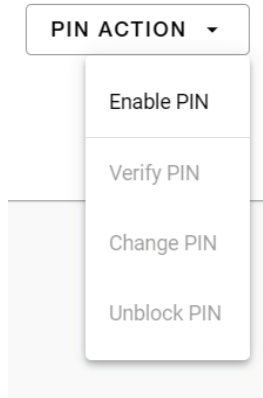 PIN ACTION
Enable PIN
Verify PIN
Change PIN
Unblock PIN